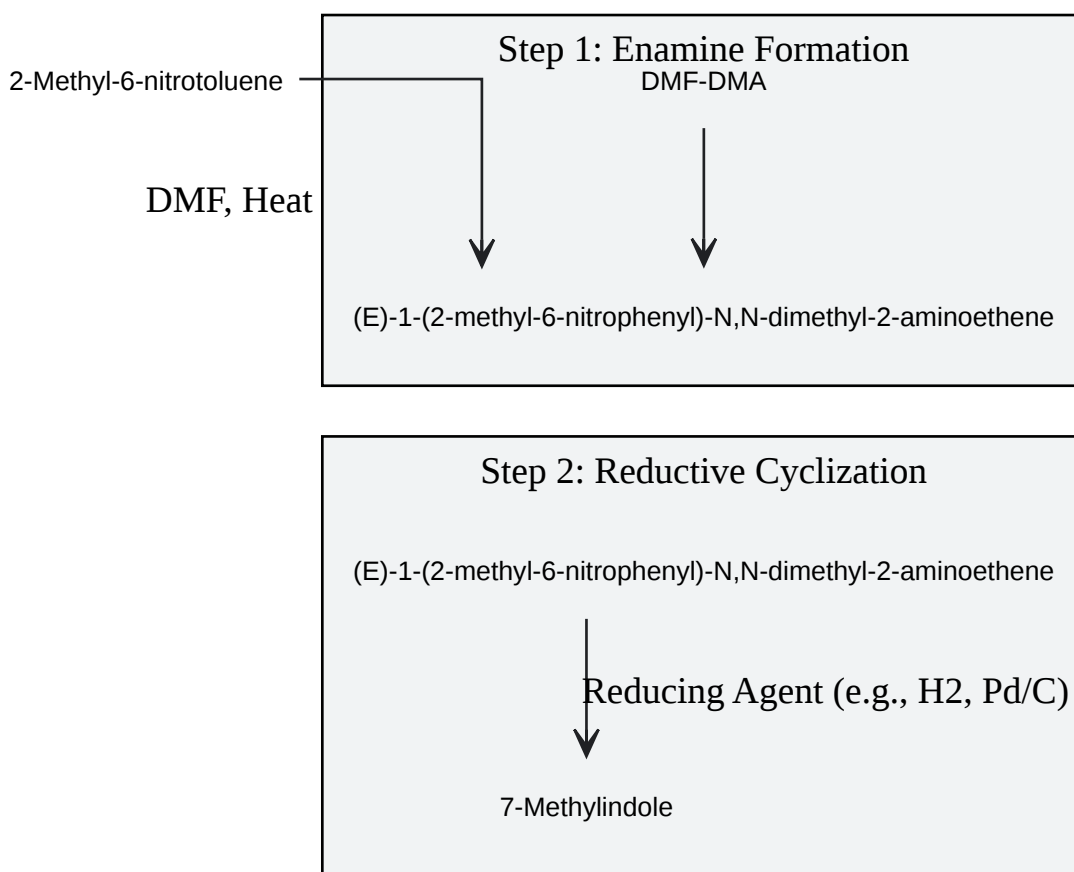 Step 1: Enamine Formation
2-Methyl-6-nitrotoluene
DMF-DMA
DMF, Heat
(E)-1-(2-methyl-6-nitrophenyl)-N,N-dimethyl-2-aminoethene
Step 2: Reductive Cyclization
(E)-1-(2-methyl-6-nitrophenyl)-N,N-dimethyl-2-aminoethene
Reducing Agent (e.g., H2, Pd/C)
7-Methylindole